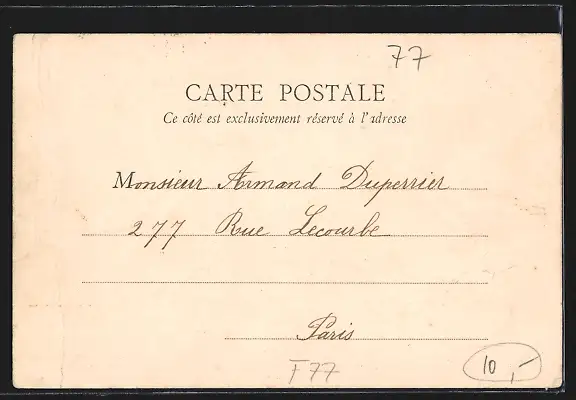 77
CARTE POSTALE
Ce côté est exclusivement réservé à l'adresse
Monsieur Armand Duperrier
277 Rue Lecourbe
Paris
F77
10,-